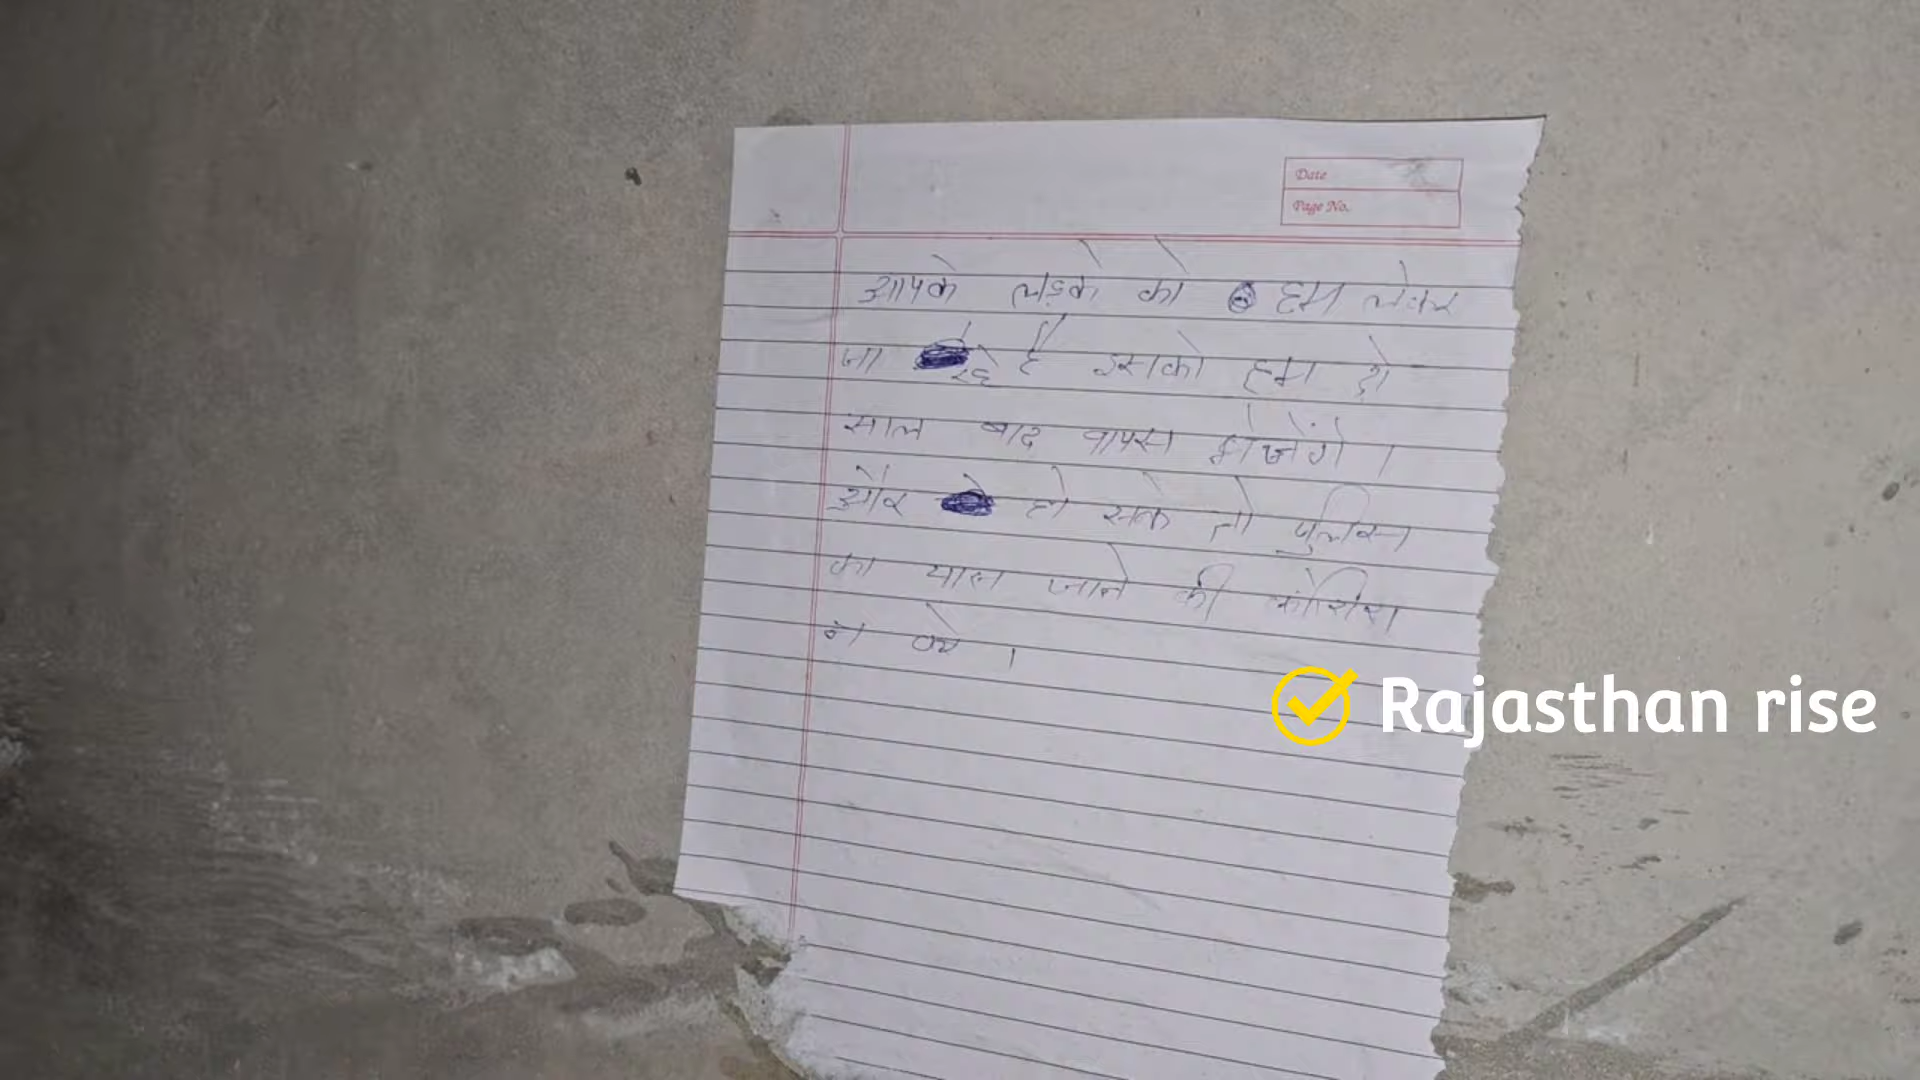 Date
Page No.
आपके लड़के को हम लेकर
जा रहे है इसको हम दो
साल बाद वापस भेजेंगे ।
और हो सके तो पुलिस
का पास जाने की कोशिश
ना करे ।
Rajasthan rise